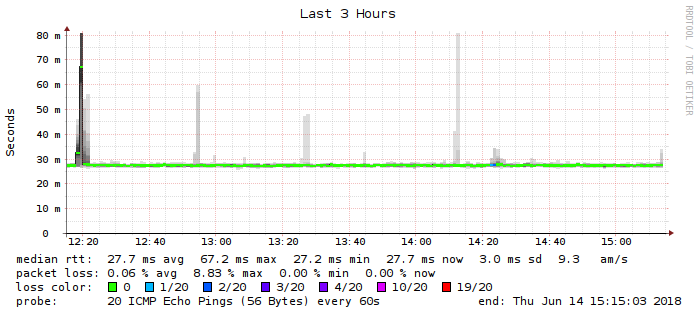 Last 3 Hours
RRDTOOL / TOBI OETIKER
Seconds
80 m
70 m
60 m
50 m
40 m
30 m
20 m
10 m
0
12:20 12:40 13:00 13:20 13:40 14:00 14:20 14:40 15:00
median rtt: 27.7 ms avg 67.2 ms max 27.2 ms min 27.7 ms now 3.0 ms sd 9.3 am/s
packet loss: 0.06 % avg 8.83 % max 0.00 % min 0.00 % now
loss color: 0 1/20 2/20 3/20 4/20 10/20 19/20
probe: 20 ICMP Echo Pings (56 Bytes) every 60s end: Thu Jun 14 15:15:03 2018